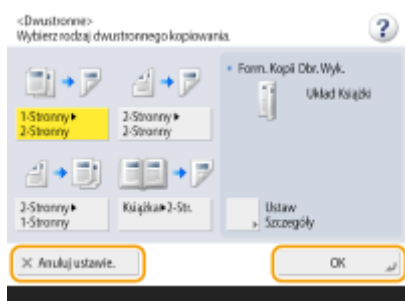 <Dwustronne>
Wybierz rodzaj dwustronnego kopiowania.
?
1-Stronny►
2-Stronny
2-Stronny►
2-Stronny
2-Stronny►
1-Stronny
Książka►2-Str.
Form. Kopii Obr. Wyk.
Układ Książki
Ustaw
Szczegóły
× Anuluj ustawie.
OK